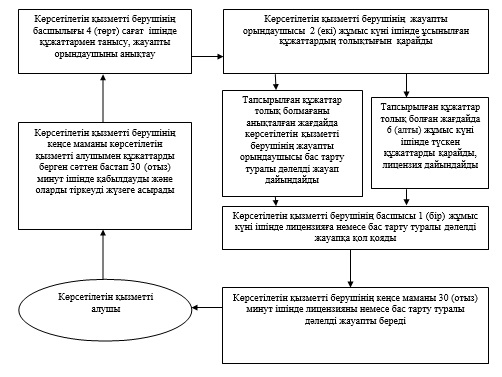 Көрсетілетін қызметті берушінің
басшылығы 4 (төрт) сағат ішінде
құжаттармен танысу, жауапты
орындаушыны анықтау
Көрсетілетін қызметті берушінің жауапты
орындаушысы 2 (екі) жұмыс күні ішінде ұсынылған
құжаттардың толықтығын қарайды
Тапсырылған құжаттар
толық болмағаны
анықталған жағдайда
көрсетілетін қызметті
берушінің жауапты
орындаушысы бас тарту
туралы дәлелді жауап
дайындайды
Тапсырылған құжаттар
толық болған жағдайда
6 (алты) жұмыс күні
ішінде түскен
құжаттарды қарайды,
лицензия дайындайды
Көрсетілетін қызметті берушінің
кеңсе маманы көрсетілетін
қызметті алушымен құжаттарды
берген сәттен бастап 30 (отыз)
минут ішінде қабылдауды және
оларды тіркеуді жүзеге асырады
Көрсетілетін қызметті берушінің басшысы 1 (бір) жұмыс
күні ішінде лицензияға немесе бас тарту туралы дәлелді
жауапқа қол қояды
Көрсетілетін қызметті
алушы
Көрсетілетін қызметті берушінің кеңсе маманы 30 (отыз)
минут ішінде лицензияны немесе бас тарту туралы
дәлелді жауапты береді